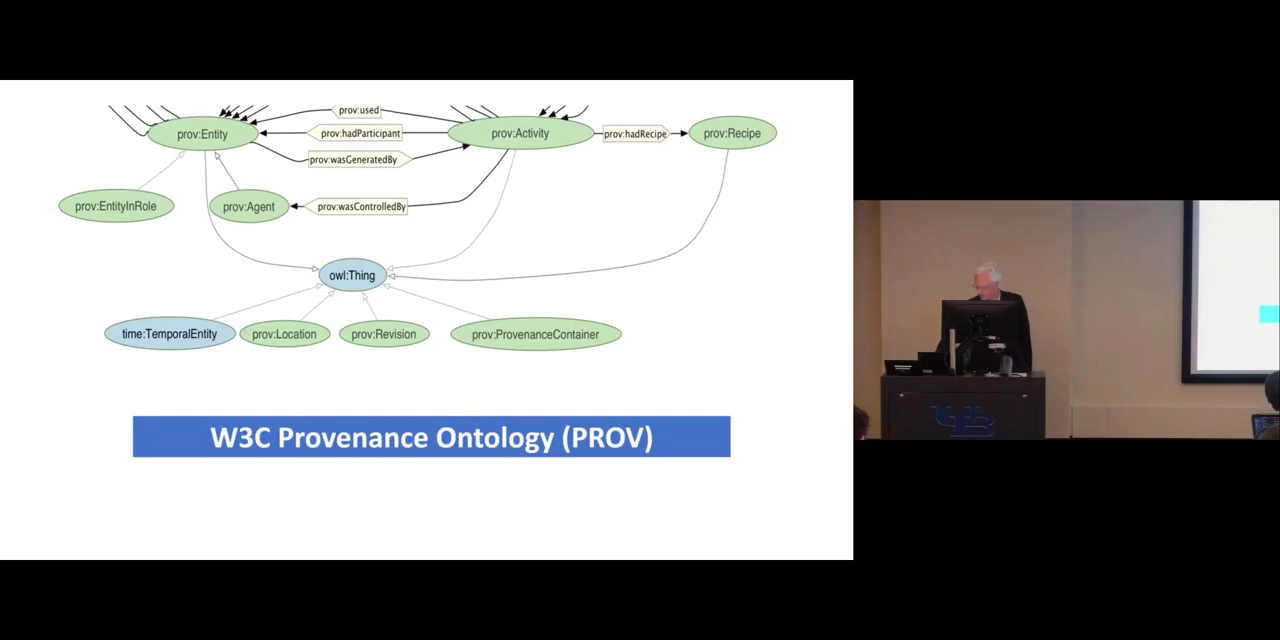 prov:used
prov:Entity
prov:hadParticipant
prov:Activity
prov:hadRecipe
prov:Recipe
prov:wasGeneratedBy
prov:EntityInRole
prov:Agent
prov:wasControlledBy
owl:Thing
time:TemporalEntity
prov:Location
prov:Revision
prov:ProvenanceContainer
W3C Provenance Ontology (PROV)
UB